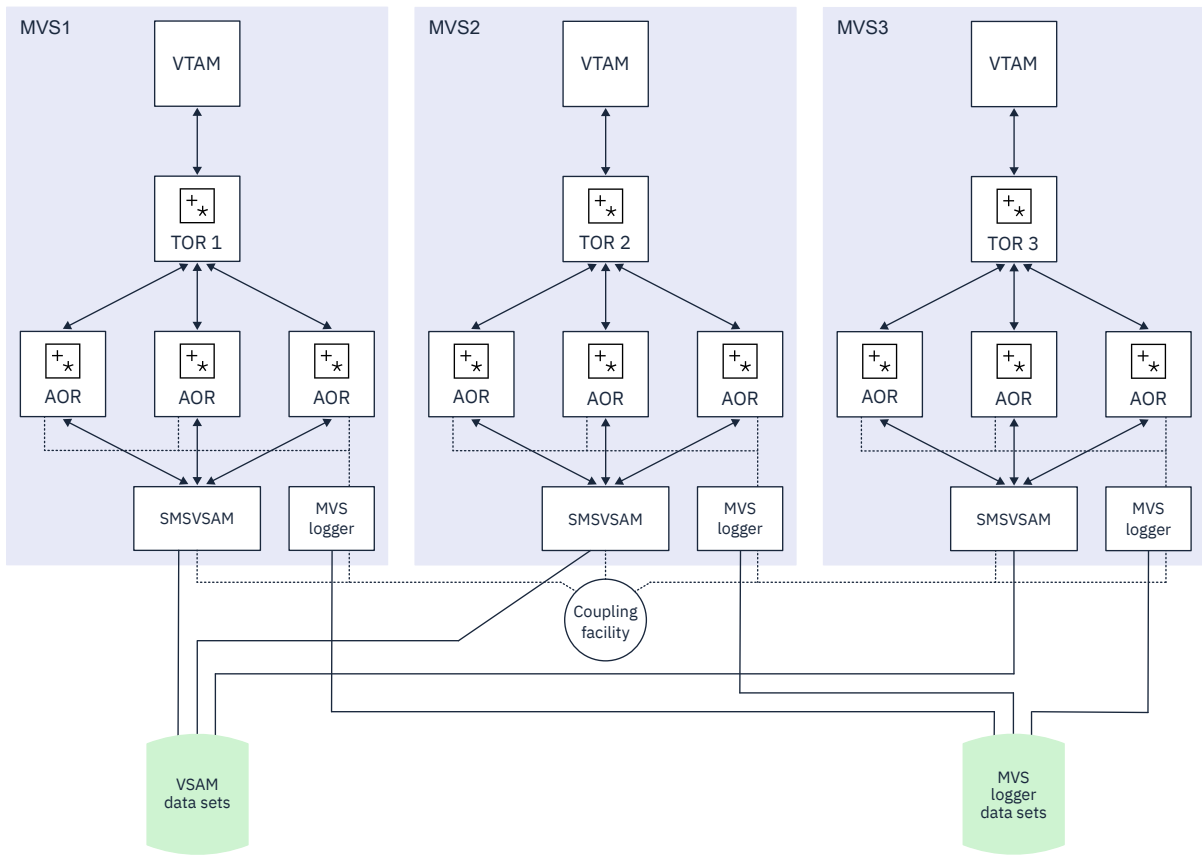 MVS1
MVS2
MVS3
VTAM
VTAM
VTAM
TOR 1
TOR 2
TOR 3
AOR
AOR
AOR
AOR
AOR
AOR
AOR
AOR
AOR
SMSVSAM
MVS
logger
SMSVSAM
MVS
logger
SMSVSAM
MVS
logger
Coupling
facility
VSAM
data sets
MVS
logger
data sets